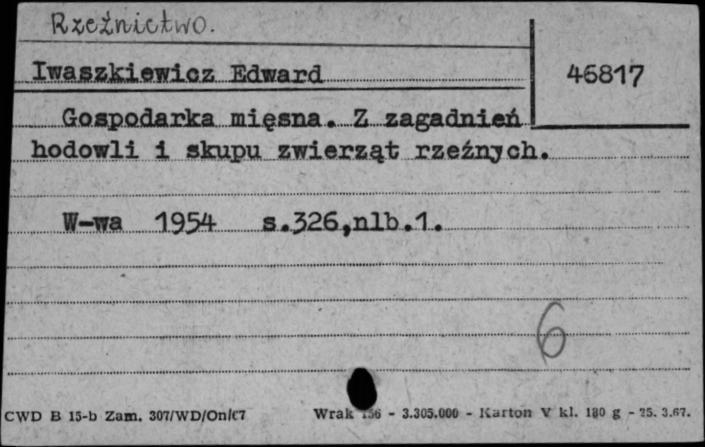 Rzeźnictwo.
Iwaszkiewicz Edward
46817
Gospodarka mięsna. Z zagadnień
hodowli i skupu zwierząt rzeźnych.
W-wa 1954 s.326,nlb.1.
6
CWD B 15-b Zam. 307/WD/On/67 Wrak 156 - 3.305.000 - Karton V kl. 180 g - 25. 3.67.